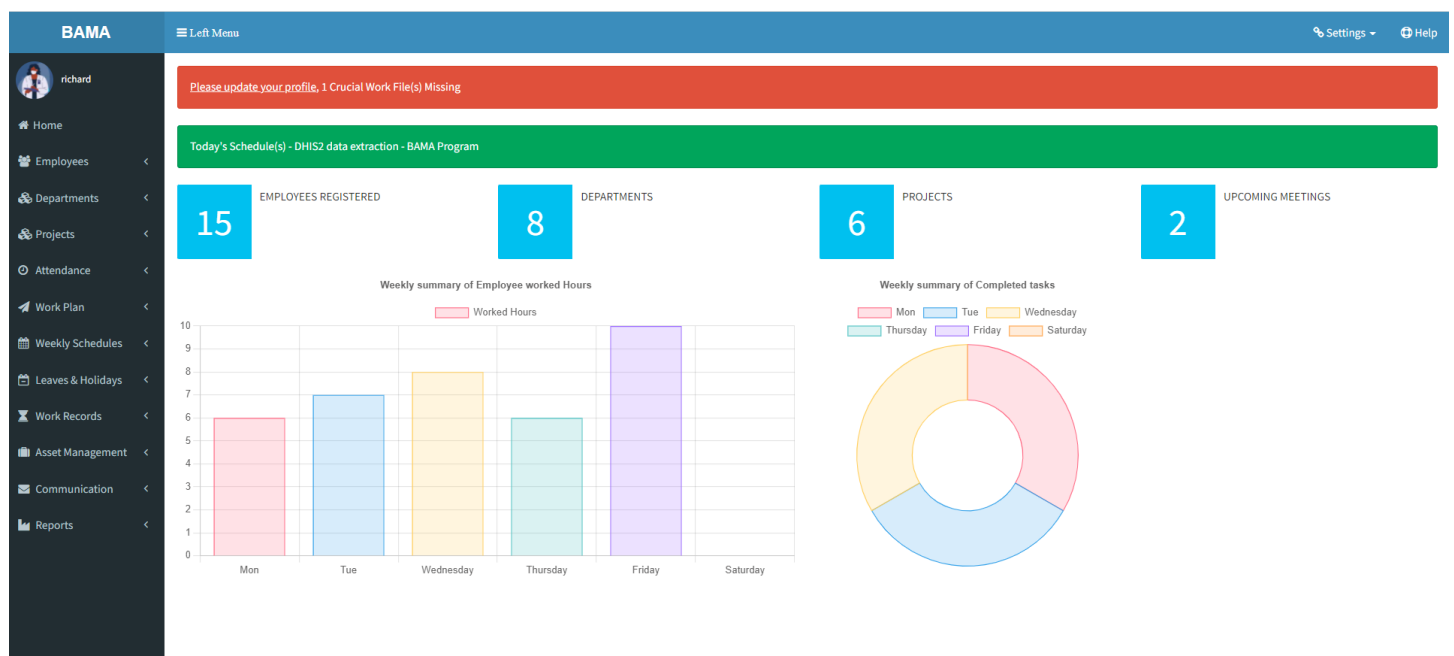 BAMA
Left Menu
Settings
Help
richard
Home
Employees
Departments
Projects
Attendance
Work Plan
Weekly Schedules
Leaves & Holidays
Work Records
Asset Management
Communication
Reports
Please update your profile, 1 Crucial Work File(s) Missing
Today's Schedule(s) - DHIS2 data extraction - BAMA Program
15
EMPLOYEES REGISTERED
8
DEPARTMENTS
6
PROJECTS
2
UPCOMING MEETINGS
Weekly summary of Employee worked Hours
Worked Hours
10
9
8
7
6
5
4
3
2
1
0
Mon Tue Wednesday Thursday Friday Saturday
Weekly summary of Completed tasks
Mon Tue Wednesday
Thursday Friday Saturday